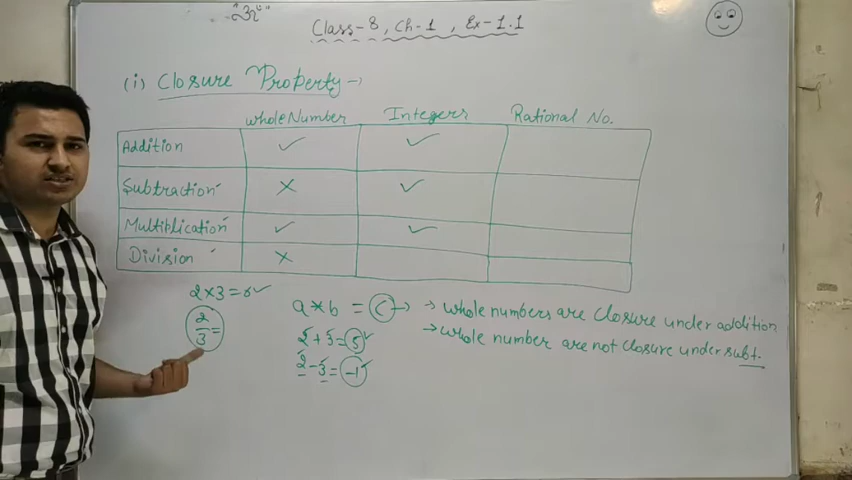 Class-8, Ch-1, Ex-1.1
(i) Closure Property→
whole Number Integers Rational No.
Addition ✓ ✓
Subtraction × ✓
Multiplication ✓ ✓
Division ×
2×3=6✓
2/3=
a*b = C → → whole numbers are closure under addition
2+3=5✓ → whole number are not closure under subt.
2-3=-1✓